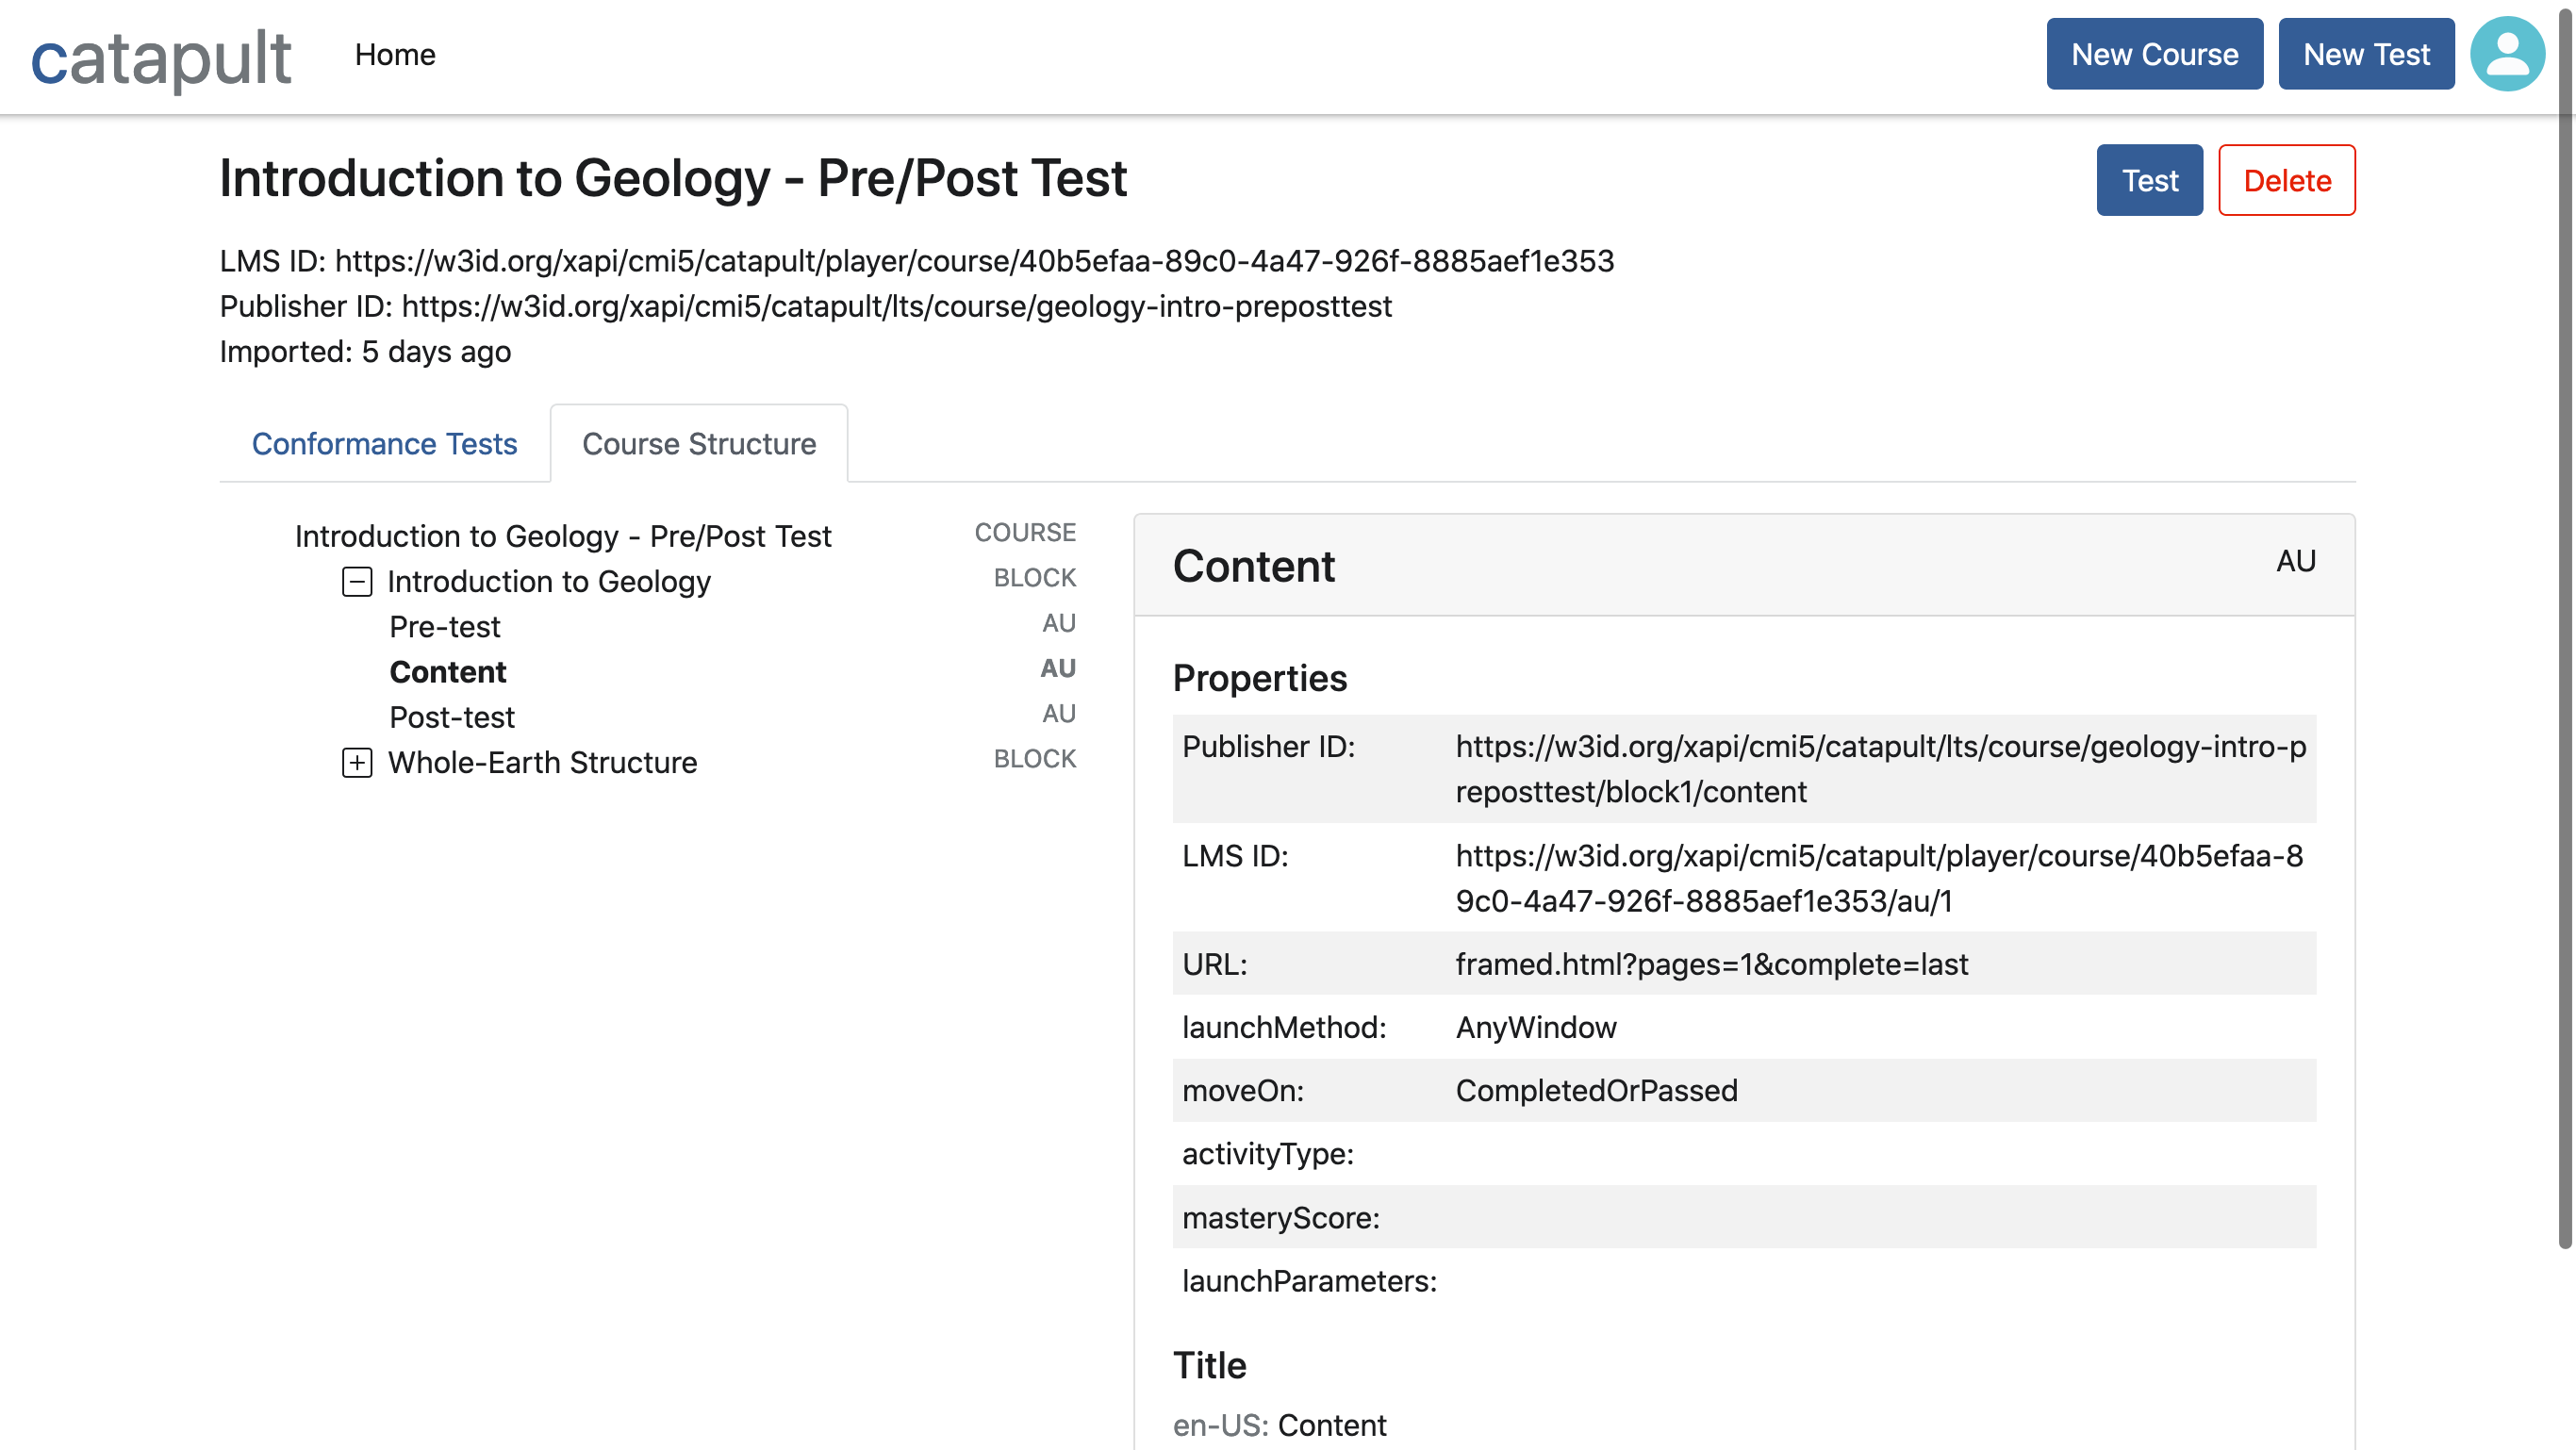 catapult
Home
New Course
New Test
Introduction to Geology - Pre/Post Test
Test
Delete
LMS ID: https://w3id.org/xapi/cmi5/catapult/player/course/40b5efaa-89c0-4a47-926f-8885aef1e353
Publisher ID: https://w3id.org/xapi/cmi5/catapult/lts/course/geology-intro-preposttest
Imported: 5 days ago
Conformance Tests
Course Structure
Introduction to Geology - Pre/Post Test COURSE
Introduction to Geology BLOCK
Pre-test AU
Content AU
Post-test AU
Whole-Earth Structure BLOCK
Content AU
Properties
Publisher ID: https://w3id.org/xapi/cmi5/catapult/lts/course/geology-intro-p
reposttest/block1/content
LMS ID: https://w3id.org/xapi/cmi5/catapult/player/course/40b5efaa-8
9c0-4a47-926f-8885aef1e353/au/1
URL: framed.html?pages=1&complete=last
launchMethod: AnyWindow
moveOn: CompletedOrPassed
activityType:
masteryScore:
launchParameters:
Title
en-US: Content